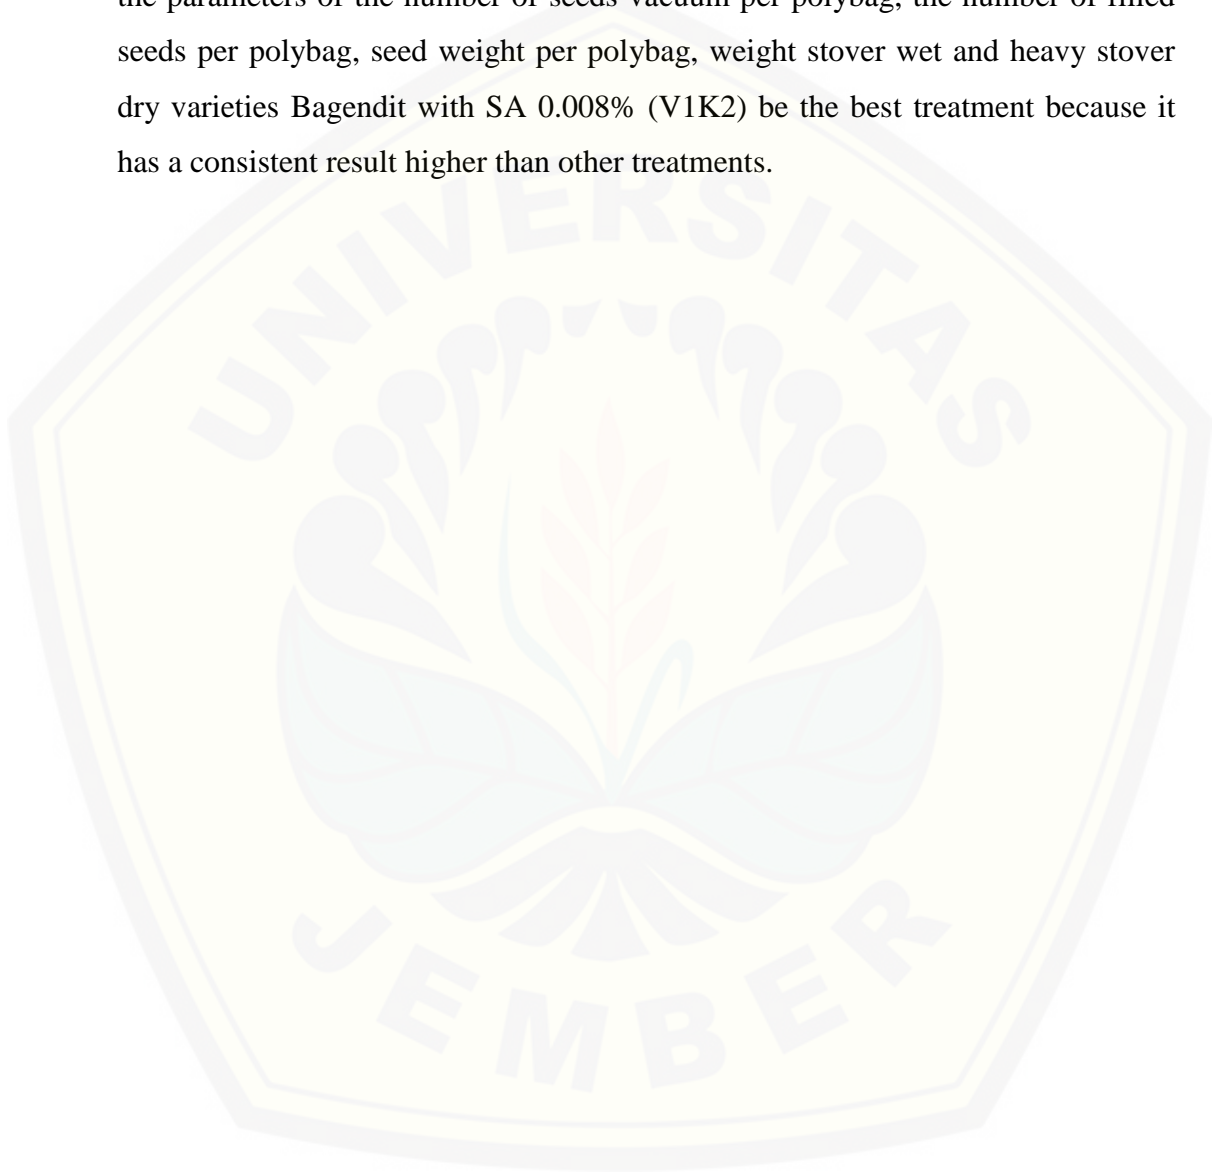 the parameters of the number of seeds vacuum per polybag, the number of filled
seeds per polybag, seed weight per polybag, weight stover wet and heavy stover
dry varieties Bagendit with SA 0.008% (V1K2) be the best treatment because it
has a consistent result higher than other treatments.
UNIVERSITAS
JEMBER